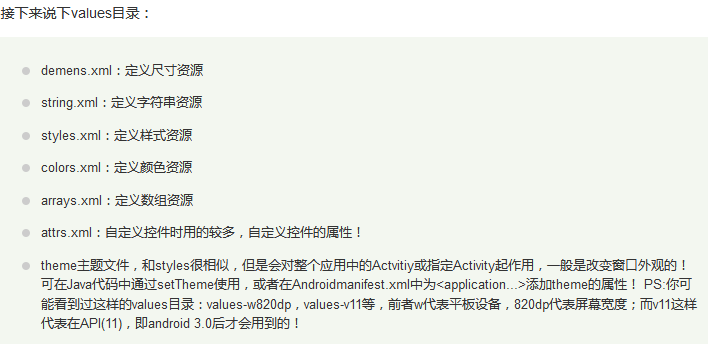 接下来说下values目录：
demens.xml：定义尺寸资源
string.xml：定义字符串资源
styles.xml：定义样式资源
colors.xml：定义颜色资源
arrays.xml：定义数组资源
attrs.xml：自定义控件时用的较多，自定义控件的属性！
theme主题文件，和styles很相似，但是会对整个应用中的Actvitiy或指定Activity起作用，一般是改变窗口外观的！
可在Java代码中通过setTheme使用，或者在Androidmanifest.xml中为<application...>添加theme的属性！ PS:你可
能看到过这样的values目录：values-w820dp，values-v11等，前者w代表平板设备，820dp代表屏幕宽度；而v11这样
代表在API(11)，即android 3.0后才会用到的！